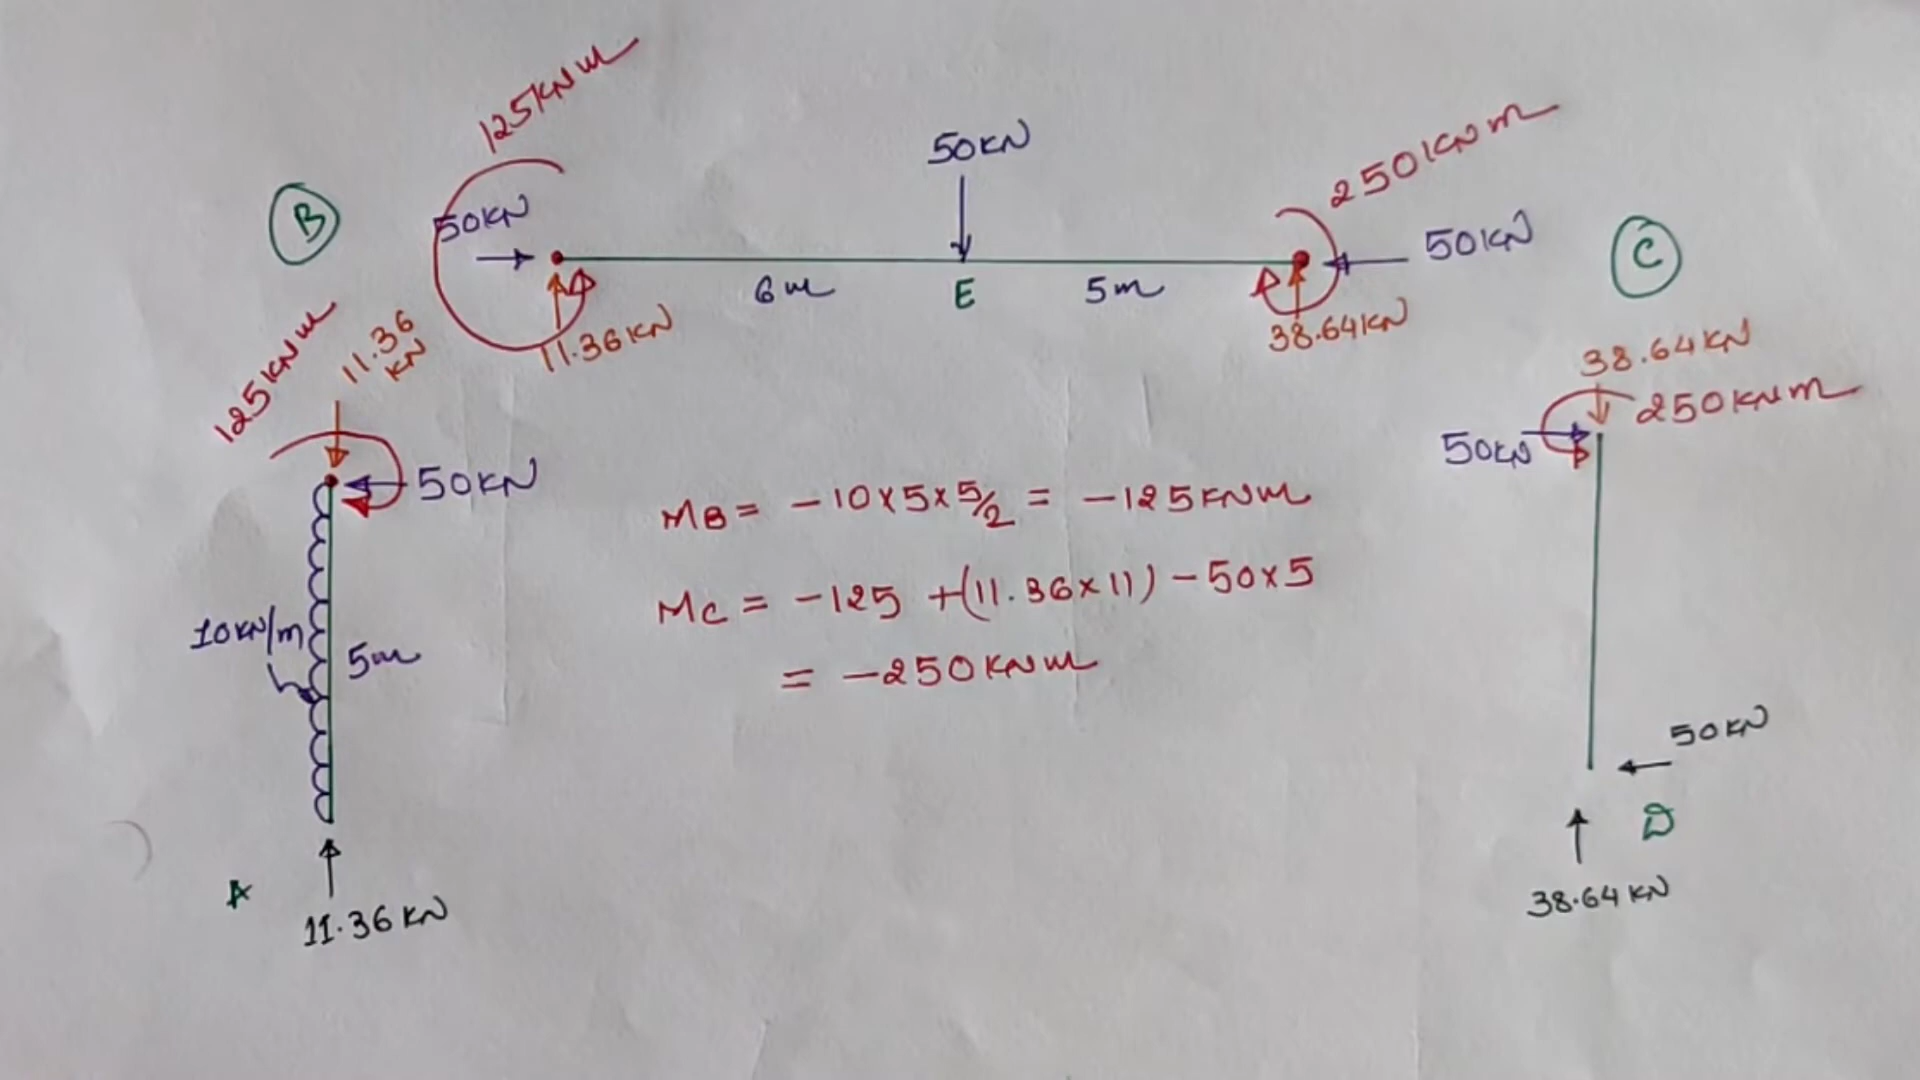 125KNm
50KN
250KNm
B
50KN
50KN
C
6m
E
5m
11.36KN
38.64KN
125KNm
11.36
KN
50KN
38.64KN
250KNm
50KN
MB = -10×5×5/2 = -125KNm
MC = -125 +(11.36×11) -50×5
= -250KNm
10KN/m
5m
50KN
D
A
11.36KN
38.64KN